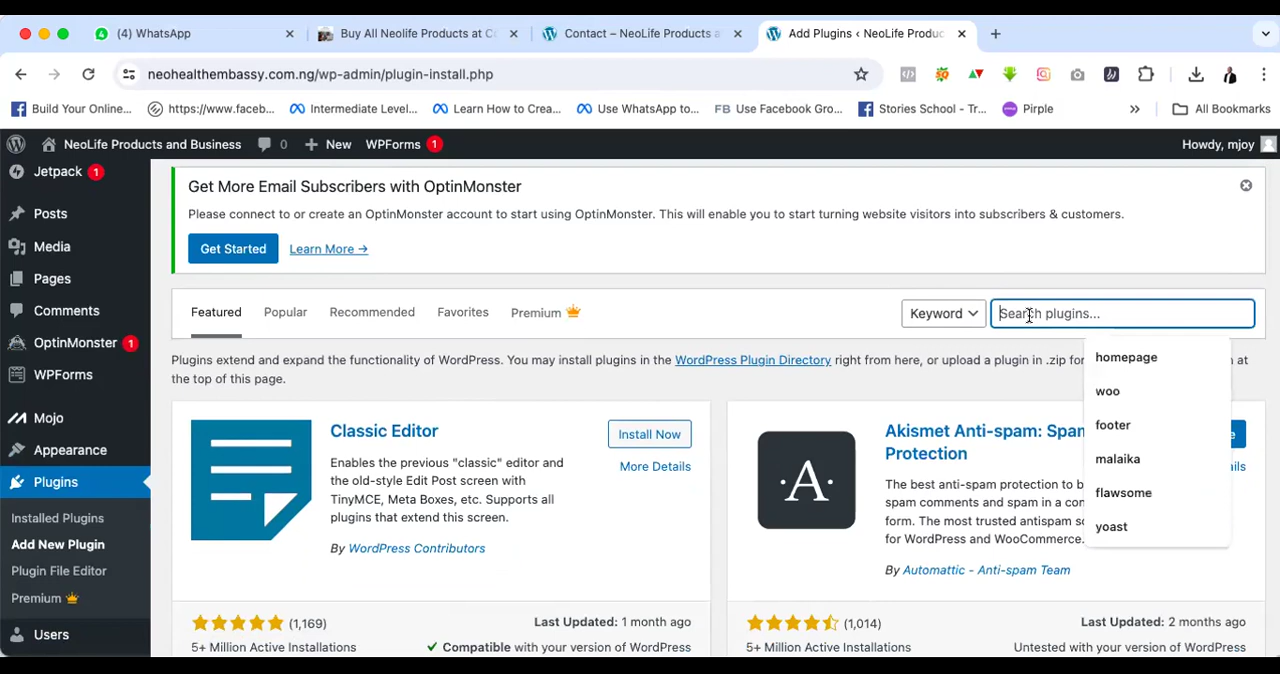 (4) WhatsApp
Buy All Neolife Products at C
Contact – NeoLife Products a
Add Plugins ‹ NeoLife Produc
neohealthembassy.com.ng/wp-admin/plugin-install.php
Build Your Online...
https://www.faceb...
Intermediate Level...
Learn How to Crea...
Use WhatsApp to...
FB Use Facebook Gro...
Stories School - Tr...
Pirple
All Bookmarks
NeoLife Products and Business
0
New
WPForms 1
Howdy, mjoy
Jetpack 1
Posts
Media
Pages
Comments
OptinMonster 1
WPForms
Mojo
Appearance
Plugins
Installed Plugins
Add New Plugin
Plugin File Editor
Premium
Users
Get More Email Subscribers with OptinMonster
Please connect to or create an OptinMonster account to start using OptinMonster. This will enable you to start turning website visitors into subscribers & customers.
Get Started
Learn More →
Featured
Popular
Recommended
Favorites
Premium
Keyword
Search plugins...
homepage
woo
footer
malaika
flawsome
yoast
Plugins extend and expand the functionality of WordPress. You may install plugins in the WordPress Plugin Directory right from here, or upload a plugin in .zip for at
the top of this page.
Classic Editor
Install Now
More Details
Enables the previous "classic" editor and
the old-style Edit Post screen with
TinyMCE, Meta Boxes, etc. Supports all
plugins that extend this screen.
By WordPress Contributors
(1,169)
5+ Million Active Installations
Last Updated: 1 month ago
Compatible with your version of WordPress
A
Akismet Anti-spam: Spam
Protection
The best anti-spam protection to b
spam comments and spam in a con
form. The most trusted antispam so
for WordPress and WooCommerce.
By Automattic - Anti-spam Team
(1,014)
5+ Million Active Installations
Last Updated: 2 months ago
Untested with your version of WordPress